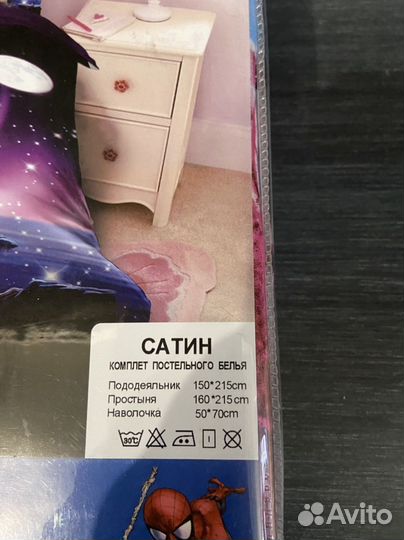 САТИН
КОМПЛЕТ ПОСТЕЛЬНОГО БЕЛЬЯ
Пододеяльник 150*215cm
Простыня 160*215cm
Наволочка 50*70cm
30°C
Avito